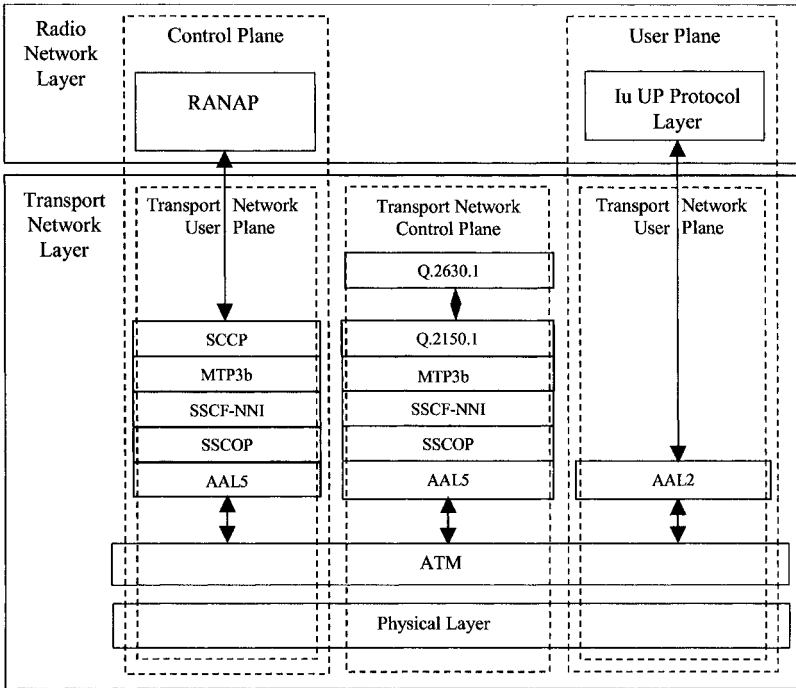 Radio
Network
Layer
Control Plane
RANAP
User Plane
Iu UP Protocol
Layer
Transport
Network
Layer
Transport Network
User Plane
SCCP
MTP3b
SSCF-NNI
SSCOP
AAL5
Transport Network
Control Plane
Q.2630.1
Q.2150.1
MTP3b
SSCF-NNI
SSCOP
AAL5
Transport Network
User Plane
AAL2
ATM
Physical Layer